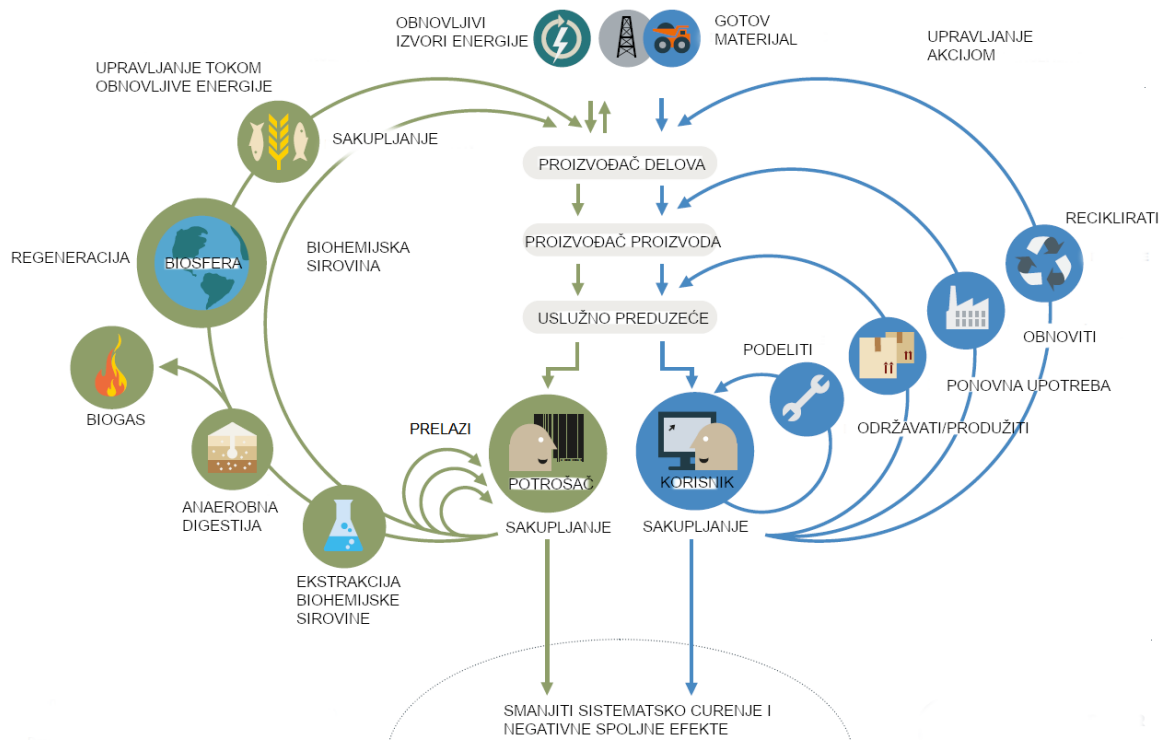 OBNOVLJIVI
IZVORI ENERGIJE
GOTOV
MATERIJAL
UPRAVLJANJE
AKCIJOM
UPRAVLJANJE TOKOM
OBNOVLJIVE ENERGIJE
SAKUPLJANJE
PROIZVOĐAČ DELOVA
RECIKLIRATI
REGENERACIJA
BIOSFERA
BIOHEMIJSKA
SIROVINA
PROIZVOĐAČ PROIZVODA
USLUŽNO PREDUZEĆE
OBNOVITI
PODELITI
PONOVNA UPOTREBA
BIOGAS
PRELAZI
ODRŽAVATI/PRODUŽITI
POTROŠAČ
KORISNIK
ANAEROBNA
DIGESTIJA
SAKUPLJANJE
SAKUPLJANJE
EKSTRAKCIJA
BIOHEMIJSKE
SIROVINE
SMANJITI SISTEMATSKO CURENJE I
NEGATIVNE SPOLJNE EFEKTE